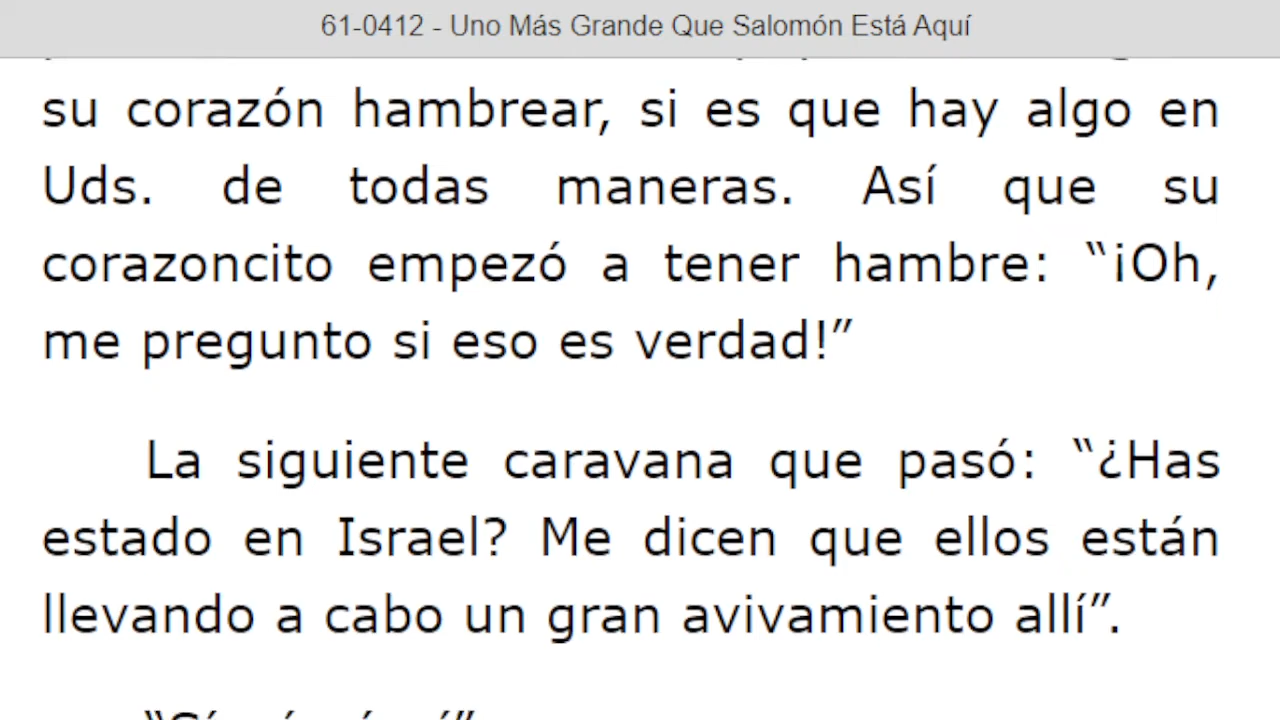 61-0412 - Uno Más Grande Que Salomón Está Aquí
su corazón hambrear, si es que hay algo en
Uds. de todas maneras. Así que su
corazoncito empezó a tener hambre: “¡Oh,
me pregunto si eso es verdad!”
La siguiente caravana que pasó: “¿Has
estado en Israel? Me dicen que ellos están
llevando a cabo un gran avivamiento allí”.